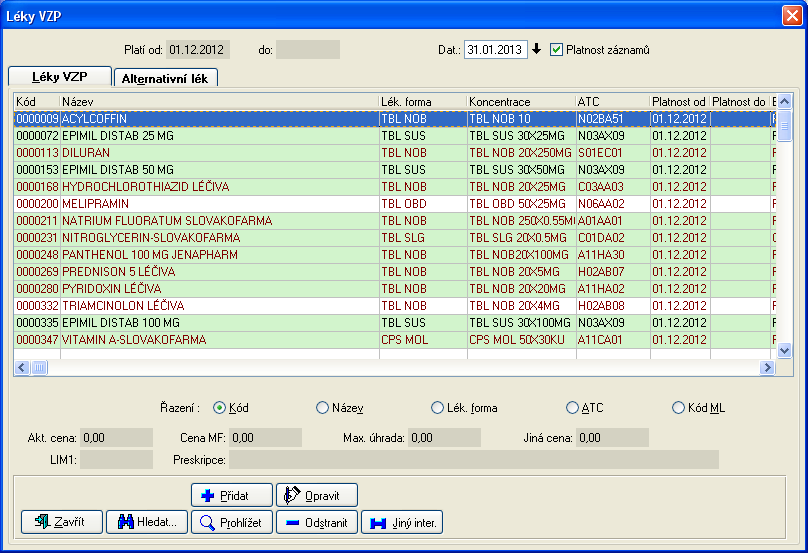 Léky VZP
Platí od: 01.12.2012 do: Dat.: 31.01.2013 Platnost záznamů
Léky VZP Alternativní lék
Kód Název Lék. forma Koncentrace ATC Platnost od Platnost do
0000009 ACYLCOFFIN TBL NOB TBL NOB 10 N02BA51 01.12.2012
0000072 EPIMIL DISTAB 25 MG TBL SUS TBL SUS 30X25MG N03AX09 01.12.2012
0000113 DILURAN TBL NOB TBL NOB 20X250MG S01EC01 01.12.2012
0000153 EPIMIL DISTAB 50 MG TBL SUS TBL SUS 30X50MG N03AX09 01.12.2012
0000168 HYDROCHLOROTHIAZID LÉČIVA TBL NOB TBL NOB 20X25MG C03AA03 01.12.2012
0000200 MELIPRAMIN TBL OBD TBL OBD 50X25MG N06AA02 01.12.2012
0000211 NATRIUM FLUORATUM SLOVAKOFARMA TBL NOB TBL NOB 250X0.55M A01AA01 01.12.2012
0000231 NITROGLYCERIN-SLOVAKOFARMA TBL SLG TBL SLG 20X0.5MG C01DA02 01.12.2012
0000248 PANTHENOL 100 MG JENAPHARM TBL NOB TBL NOB20X100MG A11HA30 01.12.2012
0000269 PREDNISON 5 LÉČIVA TBL NOB TBL NOB 20X5MG H02AB07 01.12.2012
0000280 PYRIDOXIN LÉČIVA TBL NOB TBL NOB 20X20MG A11HA02 01.12.2012
0000332 TRIAMCINOLON LÉČIVA TBL NOB TBL NOB 20X4MG H02AB08 01.12.2012
0000335 EPIMIL DISTAB 100 MG TBL SUS TBL SUS 30X100MG N03AX09 01.12.2012
0000347 VITAMIN A-SLOVAKOFARMA CPS MOL CPS MOL 50X30KU A11CA01 01.12.2012
Řazení : Kód Název Lék. forma ATC Kód ML
Akt. cena: 0,00 Cena MF: 0,00 Max. úhrada: 0,00 Jiná cena: 0,00
LIM1: Preskripce:
Přidat Opravit
Zavřít Hledat... Prohlížet Odstranit Jiný inter.